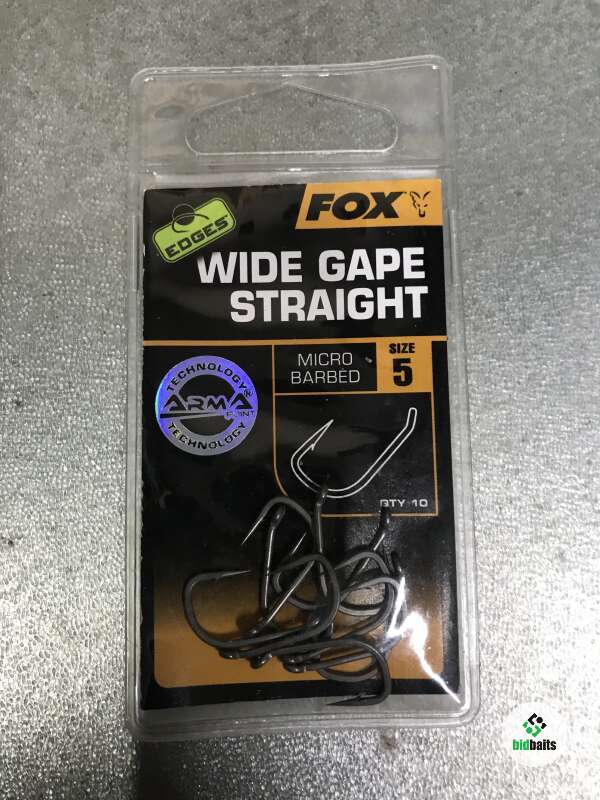 FOX
EDGES
WIDE GAPE
STRAIGHT
MICRO
BARBED
SIZE
5
TECHNOLOGY
ARMA
POINT
TECHNOLOGY
QTY 10
bidbaits